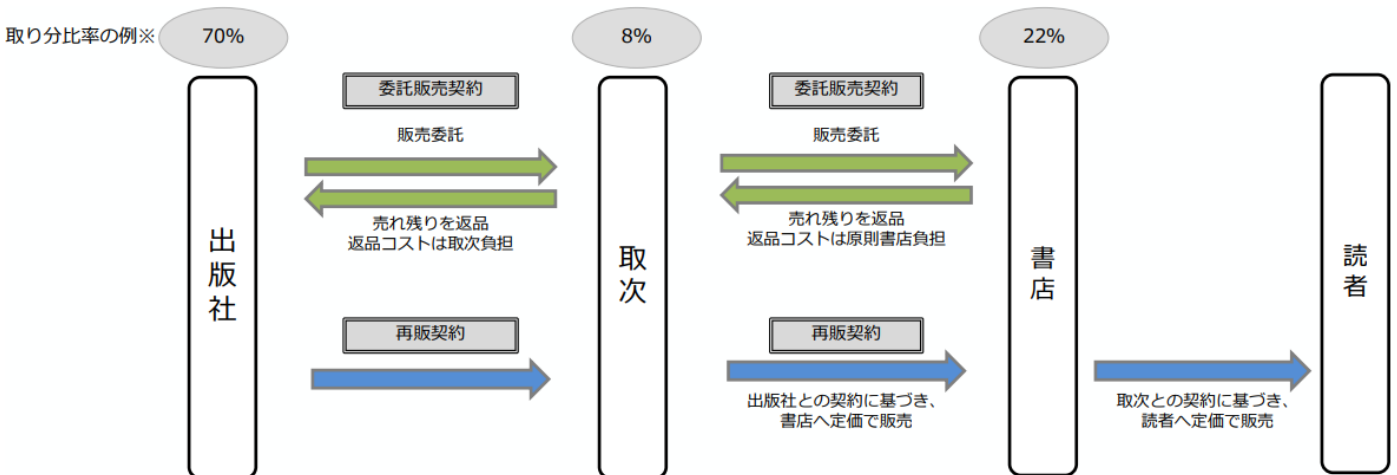 取り分比率の例※
70%
8%
22%
委託販売契約
委託販売契約
販売委託
販売委託
売れ残りを返品
返品コストは取次負担
売れ残りを返品
返品コストは原則書店負担
出版社
取次
書店
読者
再販契約
再販契約
出版社との契約に基づき、
書店へ定価で販売
取次との契約に基づき、
読者へ定価で販売